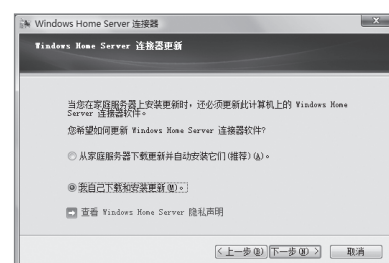 Windows Home Server 连接器
Windows Home Server 连接器更新
当您在家庭服务器上安装更新时，还必须更新此计算机上的 Windows Home
Server 连接器软件。
您希望如何更新 Windows Home Server 连接器软件?
从家庭服务器下载更新并自动安装它们(推荐)(A)。
我自己下载和安装更新(M)。
查看 Windows Home Server 隐私声明
< 上一步(B) 下一步(N) > 取消